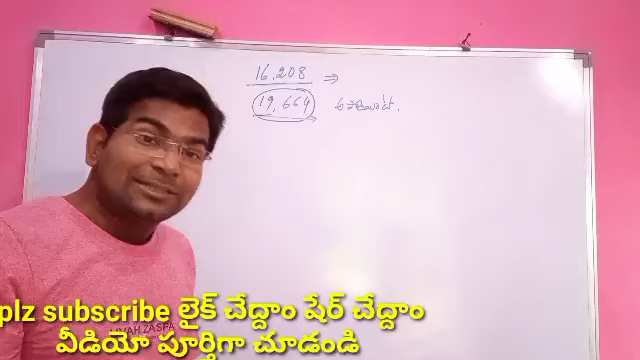 16,208 ⇒
19,664
plz subscribe లైక్ చేద్దాం షేర్ చేద్దాం
వీడియో పూర్తిగా చూడండి